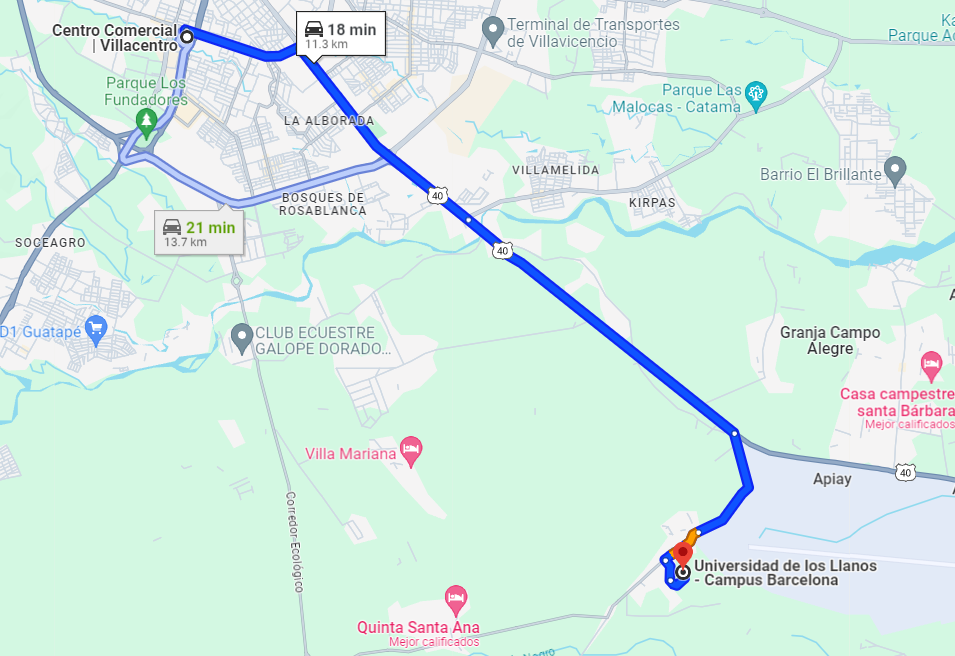 Centro Comercial
| Villacentro
18 min
11.3 km
Terminal de Transportes
de Villavicencio
Parque Los
Fundadores
LA ALBORADA
Parque Las
Malocas - Catama
VILLAMELIDA
Barrio El Brillante
40
BOSQUES DE
ROSABLANCA
KIRPAS
21 min
13.7 km
SOCEAGRO
40
D1 Guatapé
CLUB ECUESTRE
GALOPE DORADO...
Granja Campo
Alegre
Casa campestre
santa Bárbara
Mejor calificados
Villa Mariana
40
Apiay
Corredor-Ecológico
Universidad de los Llanos
- Campus Barcelona
Quinta Santa Ana
Mejor calificados